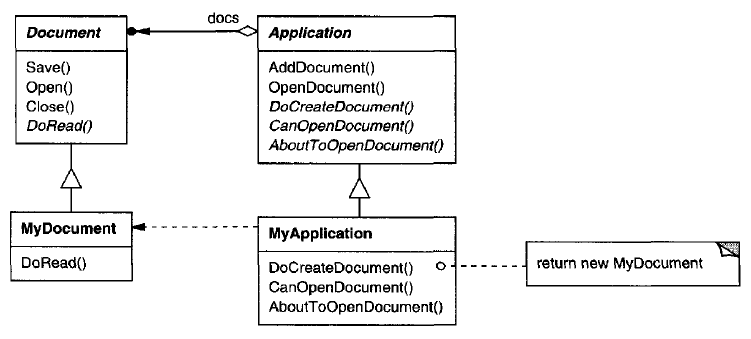 docs
Document
Save()
Open()
Close()
DoRead()
Application
AddDocument()
OpenDocument()
DoCreateDocument()
CanOpenDocument()
AboutToOpenDocument()
MyDocument
DoRead()
MyApplication
DoCreateDocument()
CanOpenDocument()
AboutToOpenDocument()
return new MyDocument